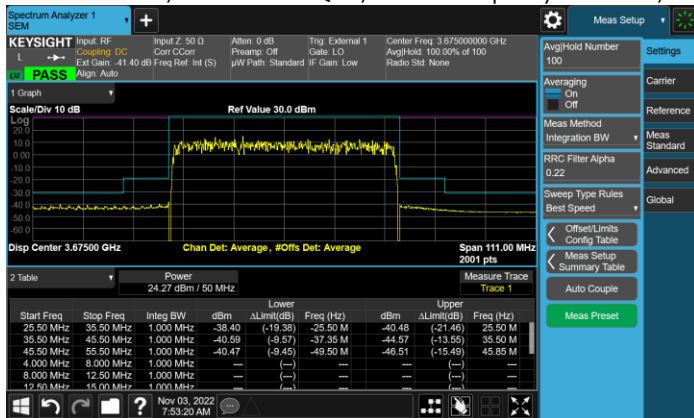 Spectrum Analyzer 1
SEM
Meas Setup
KEYSIGHT
L
LXI
PASS
Input: RF
Coupling: DC
Ext Gain: -41.40 dB
Align: Auto
Input Z: 50 Ω
Corr CCorr
Freq Ref: Int (S)
Atten: 0 dB
Preamp: Off
µW Path: Standard
Trig: External 1
Gate: LO
IF Gain: Low
Center Freq: 3.675000000 GHz
Avg|Hold: 100.00% of 100
Radio Std: None
1 Graph
Scale/Div 10 dB
Ref Value 30.0 dBm
Log
20.0
10.0
0.00
-10.0
-20.0
-30.0
-40.0
-50.0
-60.0
Disp Center 3.67500 GHz
Chan Det: Average, #Offs Det: Average
Span 111.00 MHz
2001 pts
2 Table
Power
24.27 dBm / 50 MHz
Measure Trace
Trace 1
Lower Upper
Start Freq Stop Freq Integ BW dBm ΔLimit(dB) Freq (Hz) dBm ΔLimit(dB) Freq (Hz)
25.50 MHz 35.50 MHz 1.000 MHz -38.40 (-19.38) -25.50 M -40.48 (-21.46) 25.50 M
35.50 MHz 45.50 MHz 1.000 MHz -40.59 (-9.57) -37.35 M -44.57 (-13.55) 35.50 M
45.50 MHz 55.50 MHz 1.000 MHz -40.47 (-9.45) -49.50 M -46.51 (-15.49) 45.85 M
4.000 MHz 8.000 MHz 1.000 MHz --- (---) --- --- (---) ---
8.000 MHz 12.50 MHz 1.000 MHz --- (---) --- --- (---) ---
12.50 MHz 15.00 MHz 1.000 MHz --- (---) --- --- (---) ---
?
Nov 03, 2022
7:53:20 AM
Avg|Hold Number
100
Averaging
On
Off
Meas Method
Integration BW
RRC Filter Alpha
0.22
Sweep Type Rules
Best Speed
Offset/Limits
Config Table
Meas Setup
Summary Table
Auto Couple
Meas Preset
Settings
Carrier
Reference
Meas
Standard
Advanced
Global